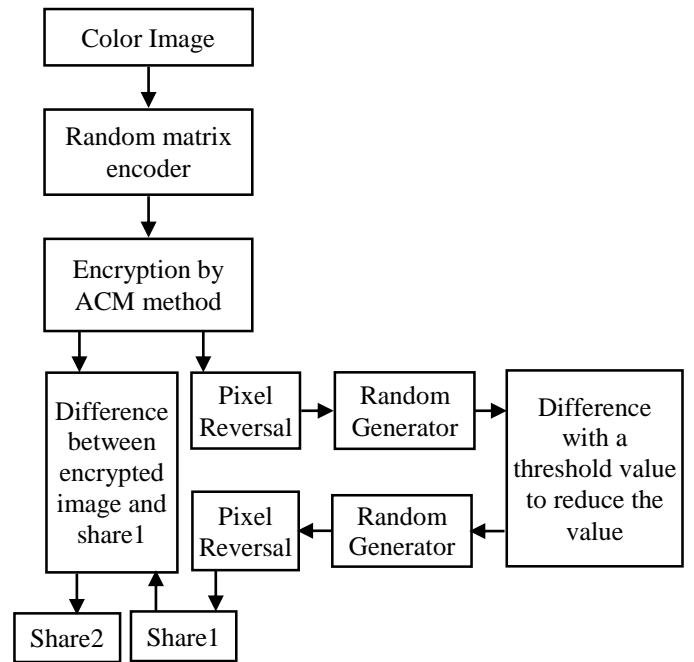 Color Image
Random matrix
encoder
Encryption by
ACM method
Difference
between
encrypted
image and
share1
Pixel
Reversal
Random
Generator
Difference
with a
threshold value
to reduce the
value
Pixel
Reversal
Random
Generator
Share2
Share1